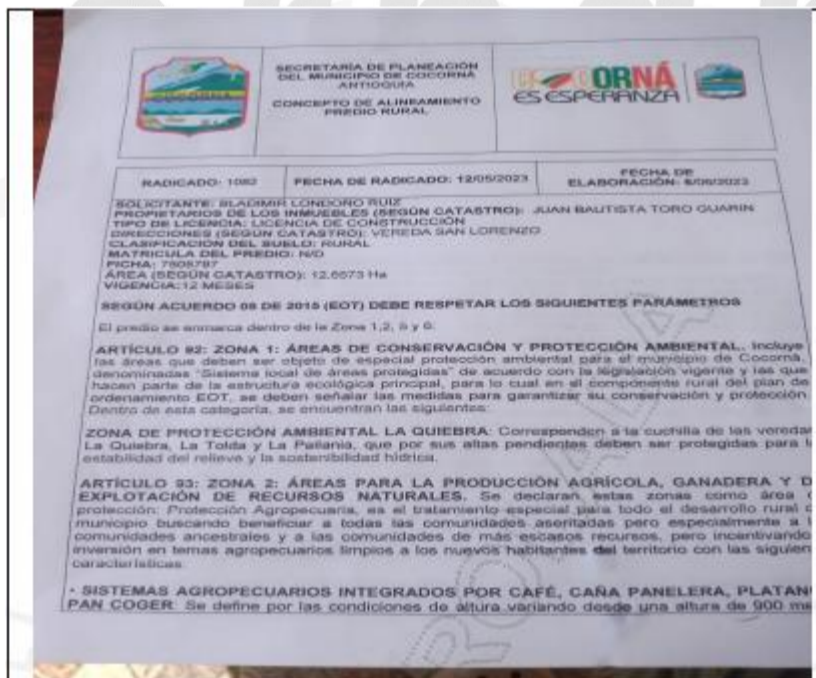 SECRETARÍA DE PLANEACIÓN
DEL MUNICIPIO DE COCORNÁ
ANTIOQUIA
CONCEPTO DE ALINEAMIENTO
PREDIO RURAL
COCORNÁ
ES ESPERANZA
RADICADO: 1082
FECHA DE RADICADO: 12/05/2023
FECHA DE
ELABORACIÓN: 6/06/2023
SOLICITANTE: BLADIMIR LONDOÑO RUIZ
PROPIETARIOS DE LOS INMUEBLES (SEGÚN CATASTRO): JUAN BAUTISTA TORO GUARIN
TIPO DE LICENCIA: LICENCIA DE CONSTRUCCIÓN
DIRECCIONES (SEGÚN CATASTRO): VEREDA SAN LORENZO
CLASIFICACIÓN DEL SUELO: RURAL
MATRICULA DEL PREDIO: N/D
FICHA:
ÁREA (SEGÚN CATASTRO): 12.6573 Ha
VIGENCIA: 12 MESES
SEGÚN ACUERDO 08 DE 2015 (EOT) DEBE RESPETAR LOS SIGUIENTES PARÁMETROS
El predio se enmarca dentro de la Zona 1,2, 5 y 6:
ARTÍCULO 92: ZONA 1: ÁREAS DE CONSERVACIÓN Y PROTECCIÓN AMBIENTAL. Incluye
las áreas que deben ser objeto de especial protección ambiental para el municipio de Cocorná,
denominadas "Sistema local de áreas protegidas" de acuerdo con la legislación vigente y las que
hacen parte de la estructura ecológica principal, para lo cual en el componente rural del plan de
ordenamiento EOT, se deben señalar las medidas para garantizar su conservación y protección
Dentro de esta categoría, se encuentran las siguientes:
ZONA DE PROTECCIÓN AMBIENTAL LA QUIEBRA: Corresponden a la cuchilla de las veredas
La Quiebra, La Tolda y La Pailania, que por sus altas pendientes deben ser protegidas para l
estabilidad del relieve y la sostenibilidad hídrica.
ARTÍCULO 93: ZONA 2: ÁREAS PARA LA PRODUCCIÓN AGRÍCOLA, GANADERA Y D
EXPLOTACIÓN DE RECURSOS NATURALES. Se declaran estas zonas como área
protección: Protección Agropecuaria, es el tratamiento especial para todo el desarrollo rural
municipio buscando beneficiar a todas las comunidades asentadas pero especialmente a
comunidades ancestrales y a las comunidades de más escasos recursos, pero incentivando
inversión en temas agropecuarios limpios a los nuevos habitantes del territorio con las siguien
características:
· SISTEMAS AGROPECUARIOS INTEGRADOS POR CAFÉ, CAÑA PANELERA, PLATAN
PAN COGER: Se define por las condiciones de altura variando desde una altura de 900